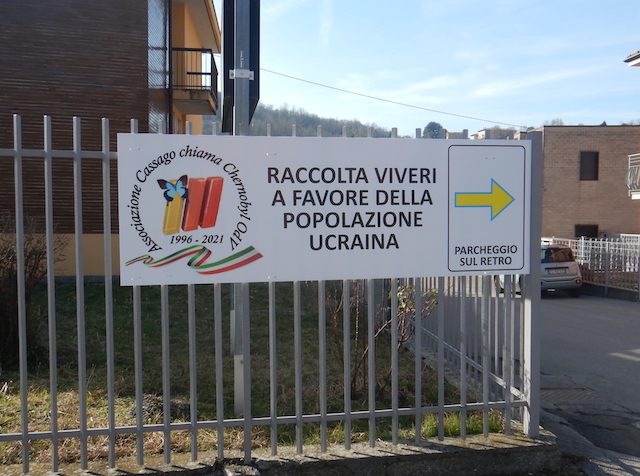 Associazione Cassago chiama Chernobyl OdV
1996 - 2021
RACCOLTA VIVERI
A FAVORE DELLA
POPOLAZIONE
UCRAINA
PARCHEGGIO
SUL RETRO